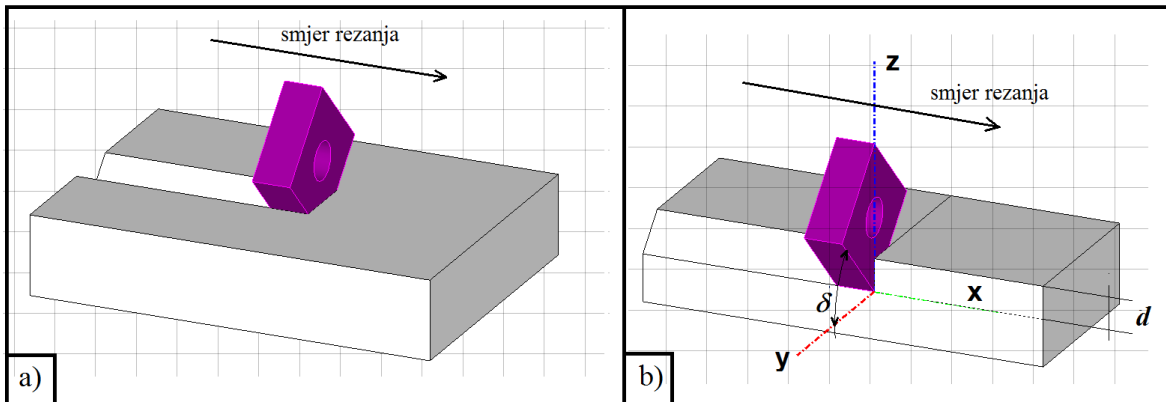 smjer rezanja
a)
z
smjer rezanja
x
δ
d
y
b)